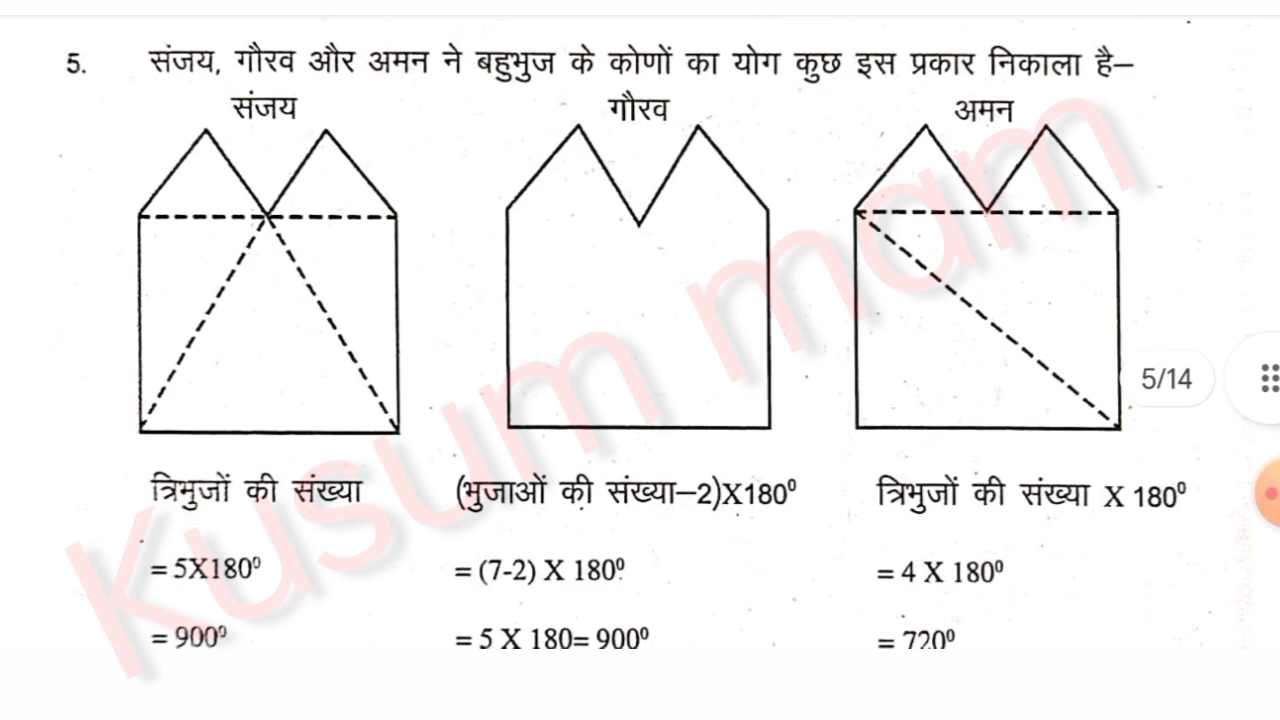 5. संजय, गौरव और अमन ने बहुभुज के कोणों का योग कुछ इस प्रकार निकाला है–
संजय गौरव अमन
5/14
त्रिभुजों की संख्या (भुजाओं की संख्या–2)X180⁰ त्रिभुजों की संख्या X 180⁰
= 5X180⁰ = (7-2) X 180⁰ = 4 X 180⁰
= 900⁰ = 5 X 180= 900⁰ = 720⁰
Kusum mam